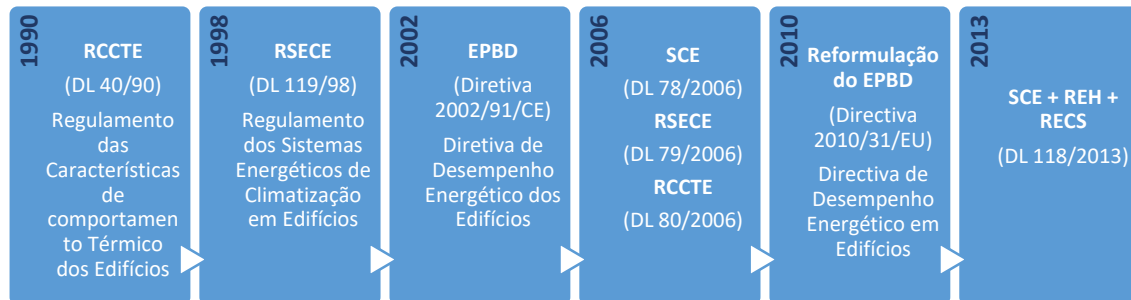 1990
RCCTE
(DL 40/90)
Regulamento
das
Características
de
comportamen
to Térmico
dos Edifícios
1998
RSECE
(DL 119/98)
Regulamento
dos Sistemas
Energéticos de
Climatização
em Edifícios
2002
EPBD
(Diretiva
2002/91/CE)
Diretiva de
Desempenho
Energético dos
Edifícios
2006
SCE
(DL 78/2006)
RSECE
(DL 79/2006)
RCCTE
(DL 80/2006)
2010
Reformulação
do EPBD
(Directiva
2010/31/EU)
Directiva de
Desempenho
Energético em
Edifícios
2013
SCE + REH +
RECS
(DL 118/2013)